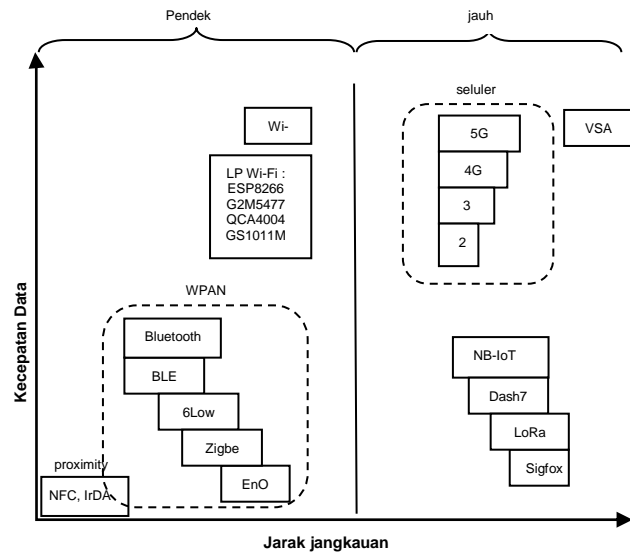 Pendek
jauh
seluler
Wi-
5G
VSA
4G
LP Wi-Fi :
ESP8266
G2M5477
QCA4004
GS1011M
3
2
WPAN
Bluetooth
NB-IoT
BLE
Dash7
6Low
LoRa
Zigbe
Sigfox
EnO
proximity
NFC, IrDA
Kecepatan Data
Jarak jangkauan